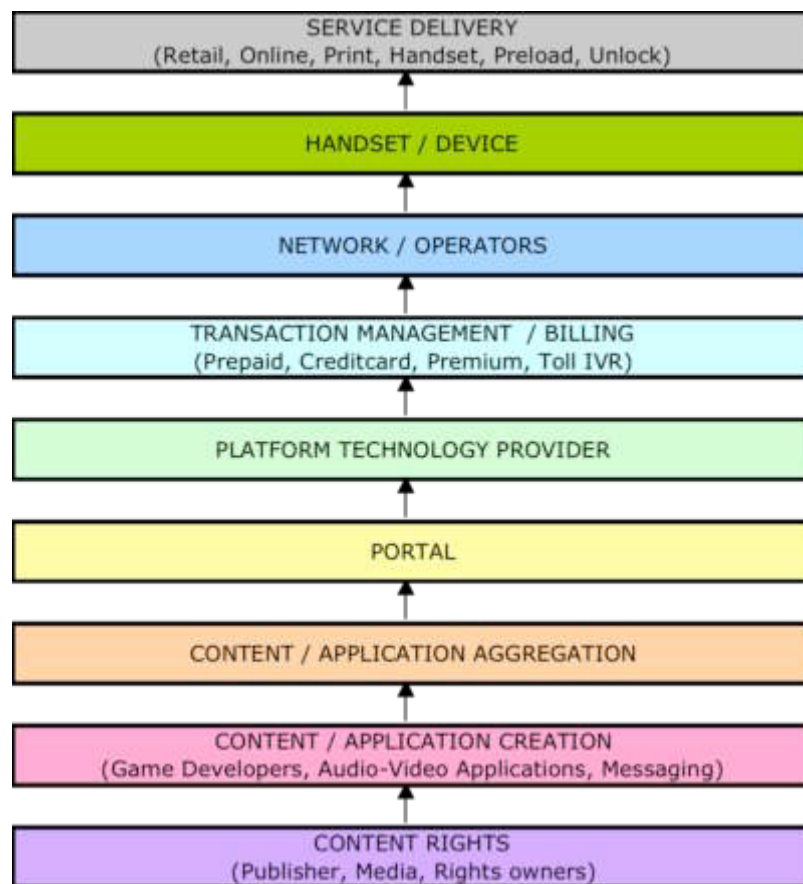 SERVICE DELIVERY
(Retail, Online, Print, Handset, Preload, Unlock)
HANDSET / DEVICE
NETWORK / OPERATORS
TRANSACTION MANAGEMENT / BILLING
(Prepaid, Creditcard, Premium, Toll IVR)
PLATFORM TECHNOLOGY PROVIDER
PORTAL
CONTENT / APPLICATION AGGREGATION
CONTENT / APPLICATION CREATION
(Game Developers, Audio-Video Applications, Messaging)
CONTENT RIGHTS
(Publisher, Media, Rights owners)